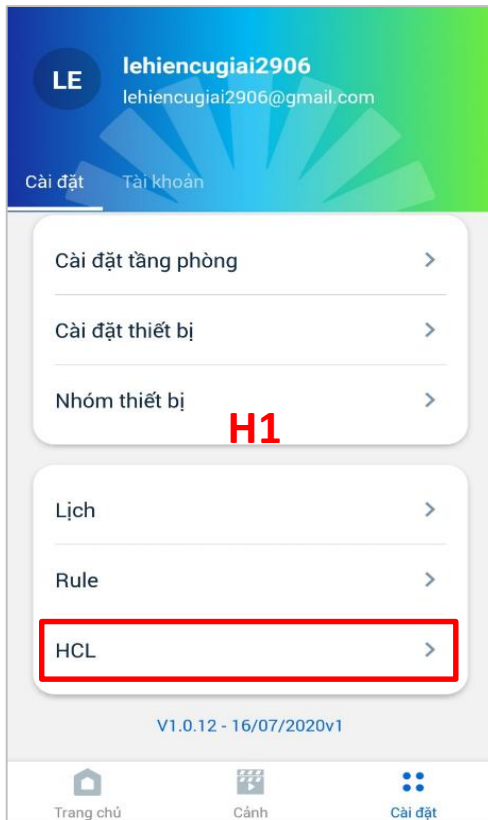 LE
lehiencugiai2906
lehiencugiai2906@gmail.com
Cài đặt
Tài khoản
Cài đặt tầng phòng
Cài đặt thiết bị
Nhóm thiết bị
H1
Lịch
Rule
HCL
V1.0.12 - 16/07/2020v1
Trang chủ
Cảnh
Cài đặt